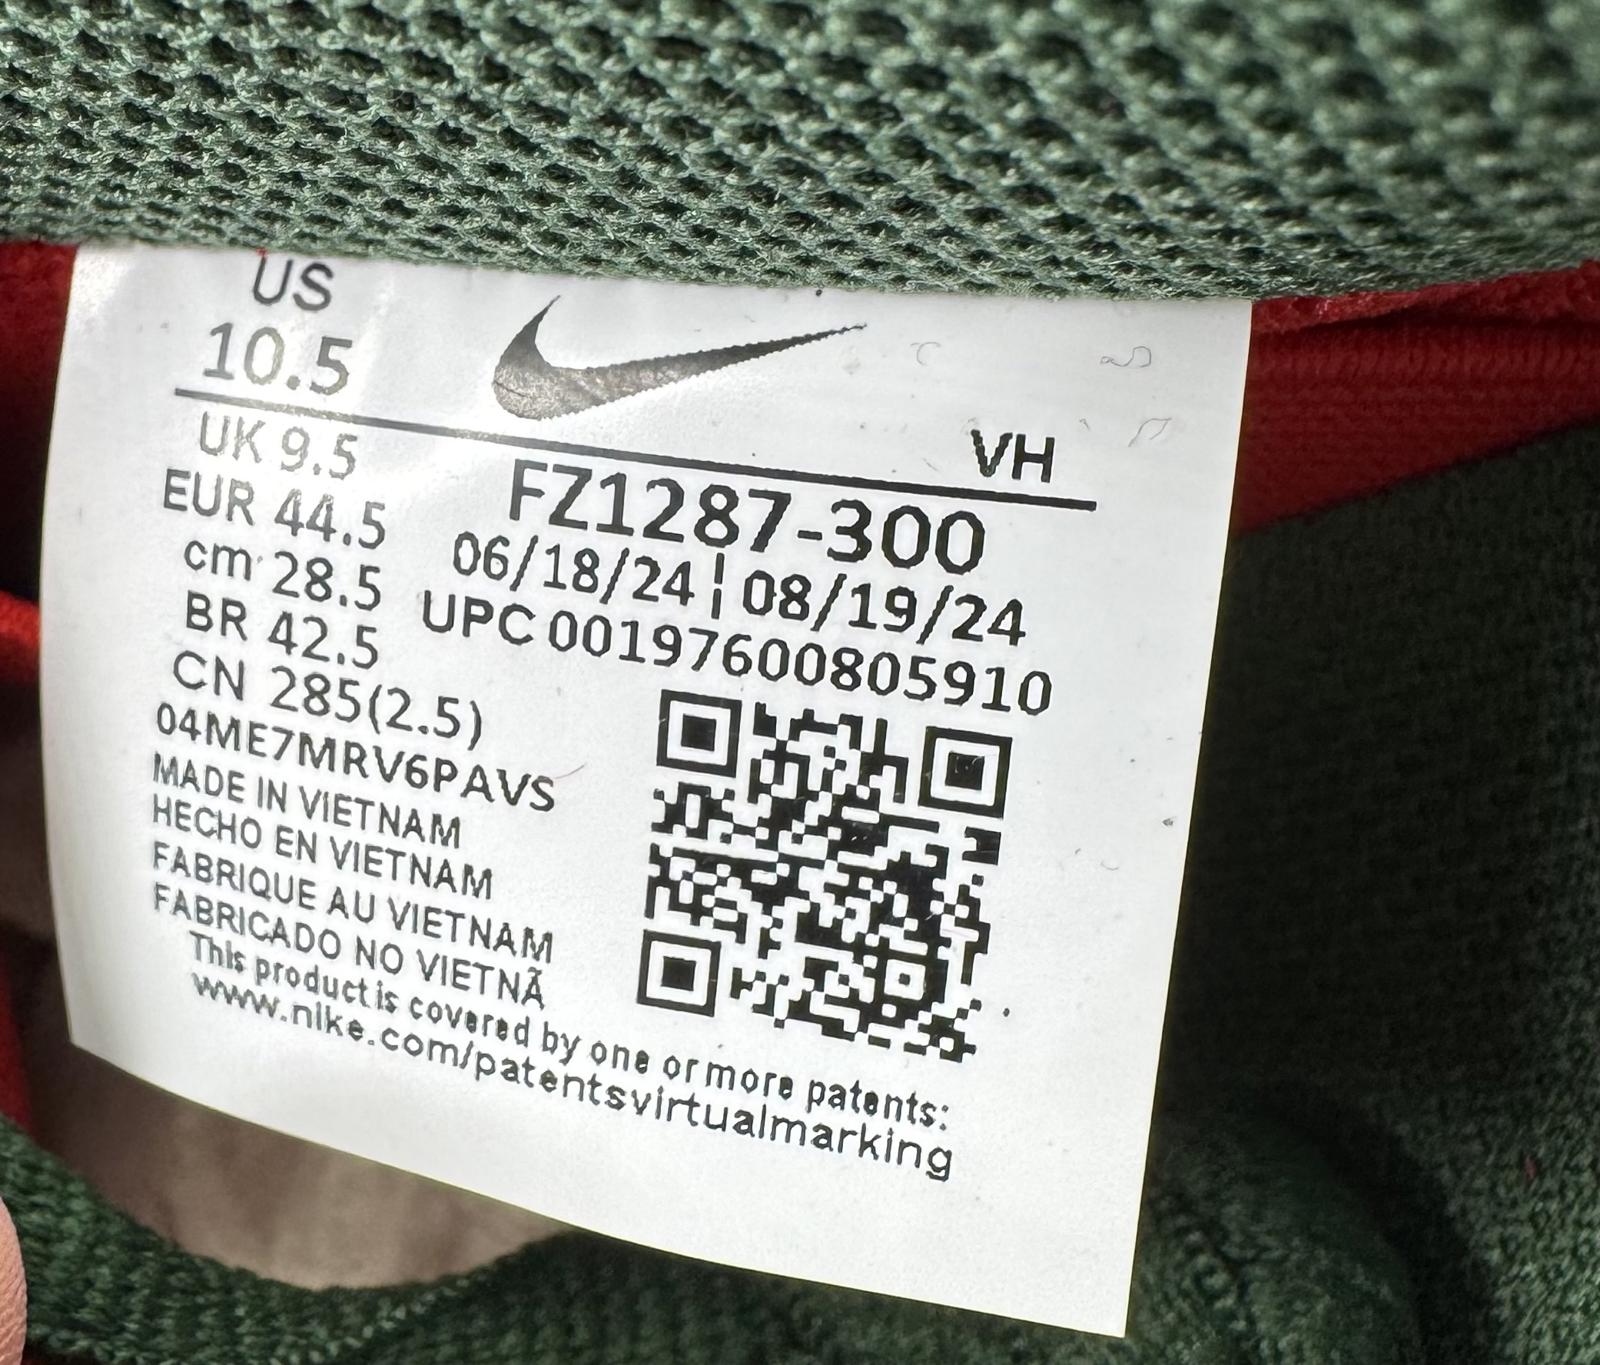 US
10.5
VH
UK 9.5
EUR 44.5
cm 28.5
BR 42.5
CN 285(2.5)
04ME7MRV6PAVS
FZ1287-300
06/18/24¦08/19/24
UPC 00197600805910
MADE IN VIETNAM
HECHO EN VIETNAM
FABRIQUE AU VIETNAM
FABRICADO NO VIETNÃ
This product is covered by one or more patents:
www.nike.com/patentsvirtualmarking